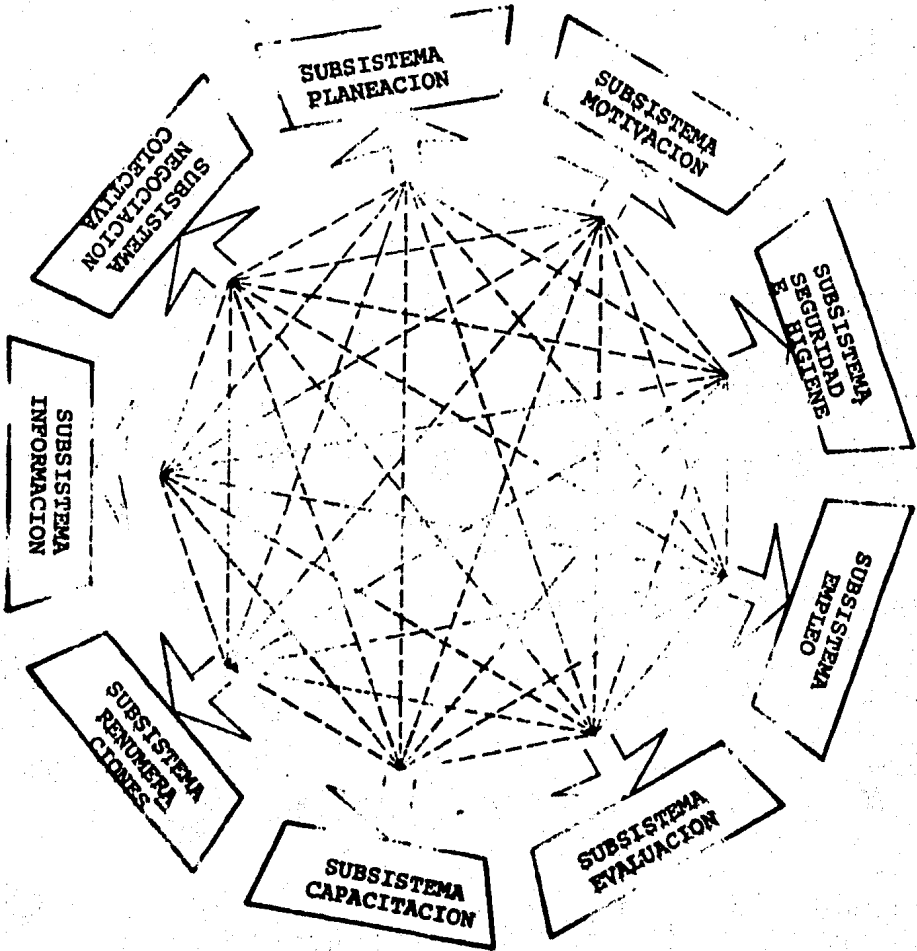 SUBSISTEMA
PLANEACION
SUBSISTEMA
MOTIVACION
SUBSISTEMA
SEGURIDAD
E HIGIENE
SUBSISTEMA
EMPLEO
SUBSISTEMA
EVALUACION
SUBSISTEMA
CAPACITACION
SUBSISTEMA
RENUMERA
CIONES
SUBSISTEMA
INFORMACION
SUBSISTEMA
NEGOCIACION
COLECTIVA